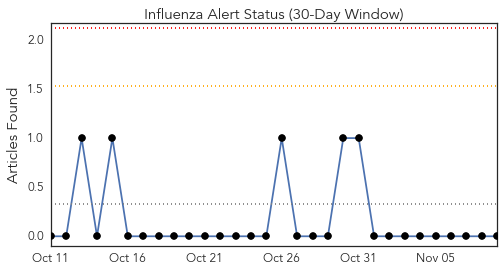 Influenza Alert Status (30-Day Window)
Articles Found
2.0
1.5
1.0
0.5
0.0
Oct 11 Oct 16 Oct 21 Oct 26 Oct 31 Nov 05